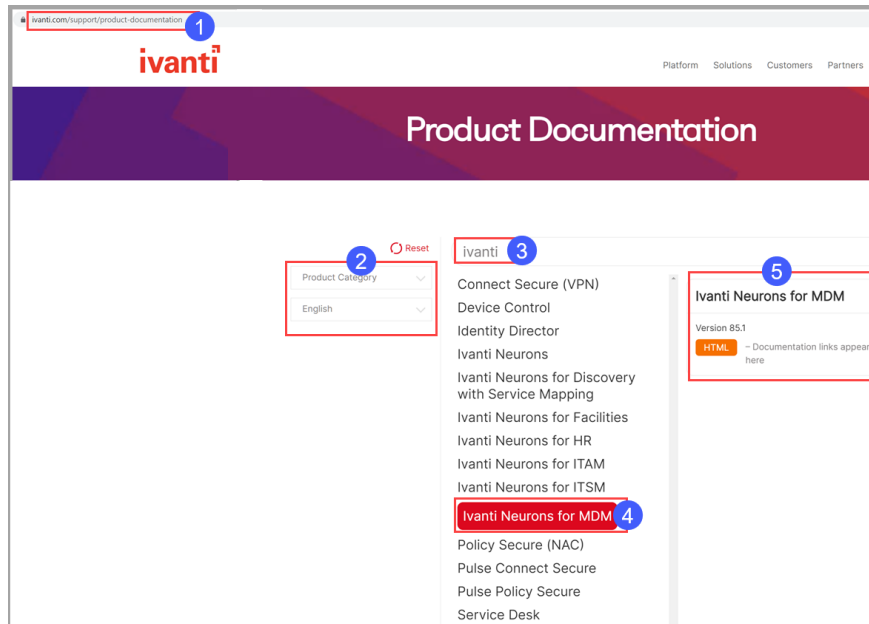 ivanti.com/support/product-documentation
1
ivanti
Platform Solutions Customers Partners
Product Documentation
Reset
2
Product Category
English
ivanti
3
Connect Secure (VPN)
Device Control
Identity Director
Ivanti Neurons
Ivanti Neurons for Discovery
with Service Mapping
Ivanti Neurons for Facilities
Ivanti Neurons for HR
Ivanti Neurons for ITAM
Ivanti Neurons for ITSM
Ivanti Neurons for MDM
4
Policy Secure (NAC)
Pulse Connect Secure
Pulse Policy Secure
Service Desk
5
Ivanti Neurons for MDM
Version 85.1
HTML – Documentation links appear
here